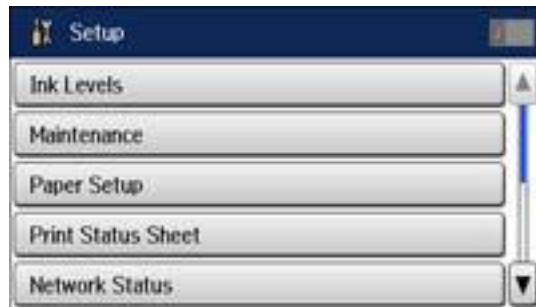 Setup
Ink Levels
Maintenance
Paper Setup
Print Status Sheet
Network Status